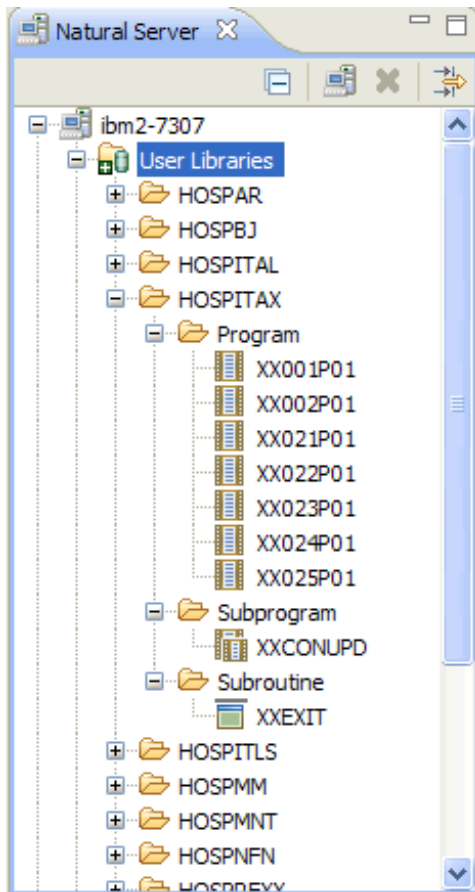 Natural Server
ibm2-7307
User Libraries
HOSPAR
HOSPBJ
HOSPITAL
HOSPITAX
Program
XX001P01
XX002P01
XX021P01
XX022P01
XX023P01
XX024P01
XX025P01
Subprogram
XXCONUPD
Subroutine
XXEXIT
HOSPITLS
HOSPMM
HOSPMNT
HOSPNFN